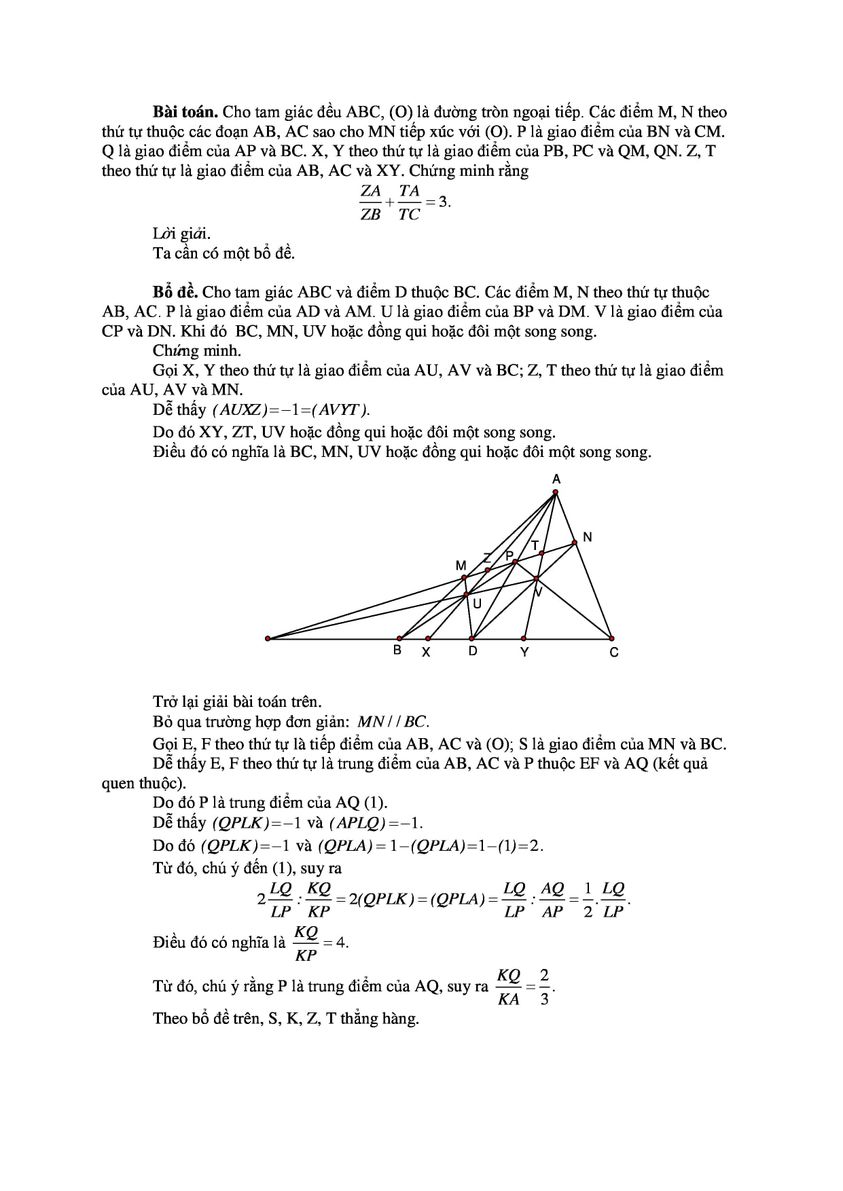 Bài toán. Cho tam giác đều ABC, (O) là đường tròn ngoại tiếp. Các điểm M, N theo
thứ tự thuộc các đoạn AB, AC sao cho MN tiếp xúc với (O). P là giao điểm của BN và CM.
Q là giao điểm của AP và BC. X, Y theo thứ tự là giao điểm của PB, PC và QM, QN. Z, T
theo thứ tự là giao điểm của AB, AC và XY. Chứng minh rằng
ZA/ZB + TA/TC = 3.
Lời giải.
Ta cần có một bổ đề.
Bổ đề. Cho tam giác ABC và điểm D thuộc BC. Các điểm M, N theo thứ tự thuộc
AB, AC. P là giao điểm của AD và AM. U là giao điểm của BP và DM. V là giao điểm của
CP và DN. Khi đó BC, MN, UV hoặc đồng qui hoặc đôi một song song.
Chứng minh.
Gọi X, Y theo thứ tự là giao điểm của AU, AV và BC; Z, T theo thứ tự là giao điểm
của AU, AV và MN.
Dễ thấy (AUXZ)=−1=(AVYT).
Do đó XY, ZT, UV hoặc đồng qui hoặc đôi một song song.
Điều đó có nghĩa là BC, MN, UV hoặc đồng qui hoặc đôi một song song.
A
N
T
P
Z
M
V
U
B X D Y C
Trở lại giải bài toán trên.
Bỏ qua trường hợp đơn giản: MN // BC.
Gọi E, F theo thứ tự là tiếp điểm của AB, AC và (O); S là giao điểm của MN và BC.
Dễ thấy E, F theo thứ tự là trung điểm của AB, AC và P thuộc EF và AQ (kết quả
quen thuộc).
Do đó P là trung điểm của AQ (1).
Dễ thấy (QPLK)=−1 và (APLQ)=−1.
Do đó (QPLK)=−1 và (QPLA) = 1−(QPLA)=1−(1)=2.
Từ đó, chú ý đến (1), suy ra
2 LQ/LP : KQ/KP = 2(QPLK) = (QPLA) = LQ/LP : AQ/AP = 1/2 . LQ/LP.
Điều đó có nghĩa là KQ/KP = 4.
Từ đó, chú ý rằng P là trung điểm của AQ, suy ra KQ/KA = 2/3.
Theo bổ đề trên, S, K, Z, T thẳng hàng.